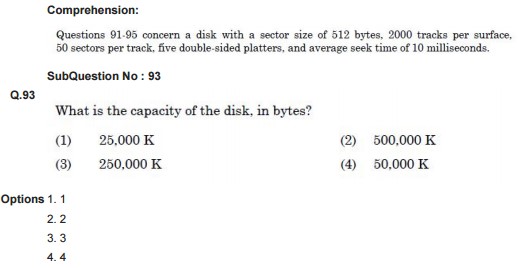 Comprehension:
Questions 91-95 concern a disk with a sector size of 512 bytes, 2000 tracks per surface,
50 sectors per track, five double-sided platters, and average seek time of 10 milliseconds.
SubQuestion No : 93
Q.93
What is the capacity of the disk, in bytes?
(1) 25,000 K (2) 500,000 K
(3) 250,000 K (4) 50,000 K
Options 1. 1
2. 2
3. 3
4. 4